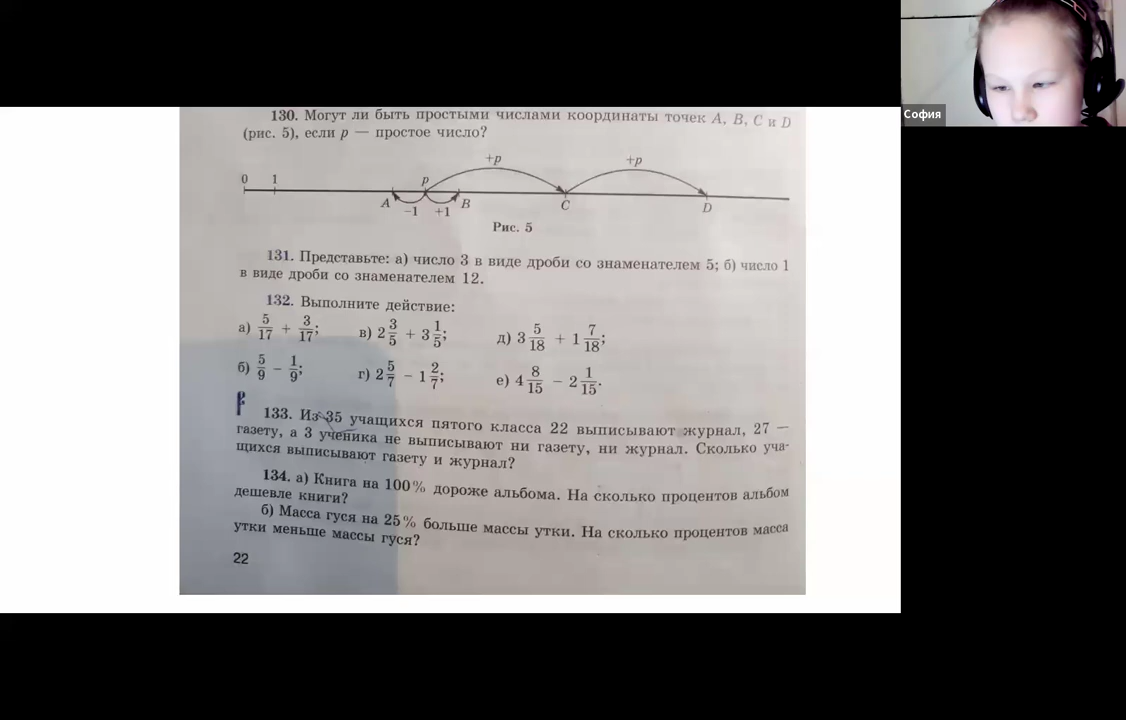 130. Могут ли быть простыми числами координаты точек A, B, C и D
(рис. 5), если p — простое число?
+p +p
0 1 p
A −1 +1 B C D
Рис. 5
131. Представьте: а) число 3 в виде дроби со знаменателем 5; б) число 1
в виде дроби со знаменателем 12.
132. Выполните действие:
а) 5/17 + 3/17; в) 2 3/5 + 3 1/5; д) 3 5/18 + 1 7/18;
б) 5/9 − 1/9; г) 2 5/7 − 1 2/7; е) 4 8/15 − 2 1/15.
133. Из 35 учащихся пятого класса 22 выписывают журнал, 27 —
газету, а 3 ученика не выписывают ни газету, ни журнал. Сколько уча-
щихся выписывают газету и журнал?
134. а) Книга на 100% дороже альбома. На сколько процентов альбом
дешевле книги?
б) Масса гуся на 25% больше массы утки. На сколько процентов масса
утки меньше массы гуся?
22
София